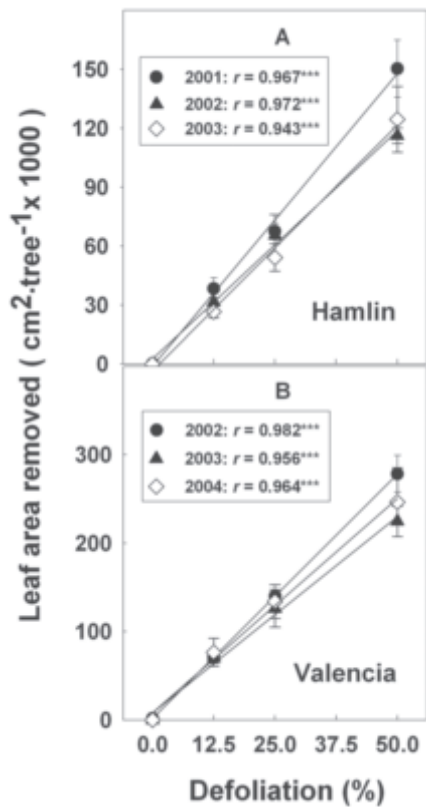 A
2001: r = 0.967***
2002: r = 0.972***
2003: r = 0.943***
150
120
90
60
30
0
Hamlin
B
2002: r = 0.982***
2003: r = 0.956***
2004: r = 0.964***
300
200
100
0
Valencia
Leaf area removed ( cm²·tree⁻¹ x 1000 )
0.0 12.5 25.0 37.5 50.0
Defoliation (%)